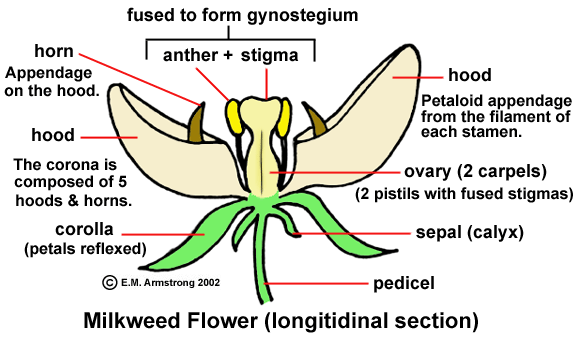 fused to form gynostegium
anther + stigma
horn
Appendage
on the hood.
hood
Petaloid appendage
from the filament of
each stamen.
hood
The corona is
composed of 5
hoods & horns.
ovary (2 carpels)
(2 pistils with fused stigmas)
corolla
(petals reflexed)
sepal (calyx)
pedicel
© E.M. Armstrong 2002
Milkweed Flower (longitidinal section)